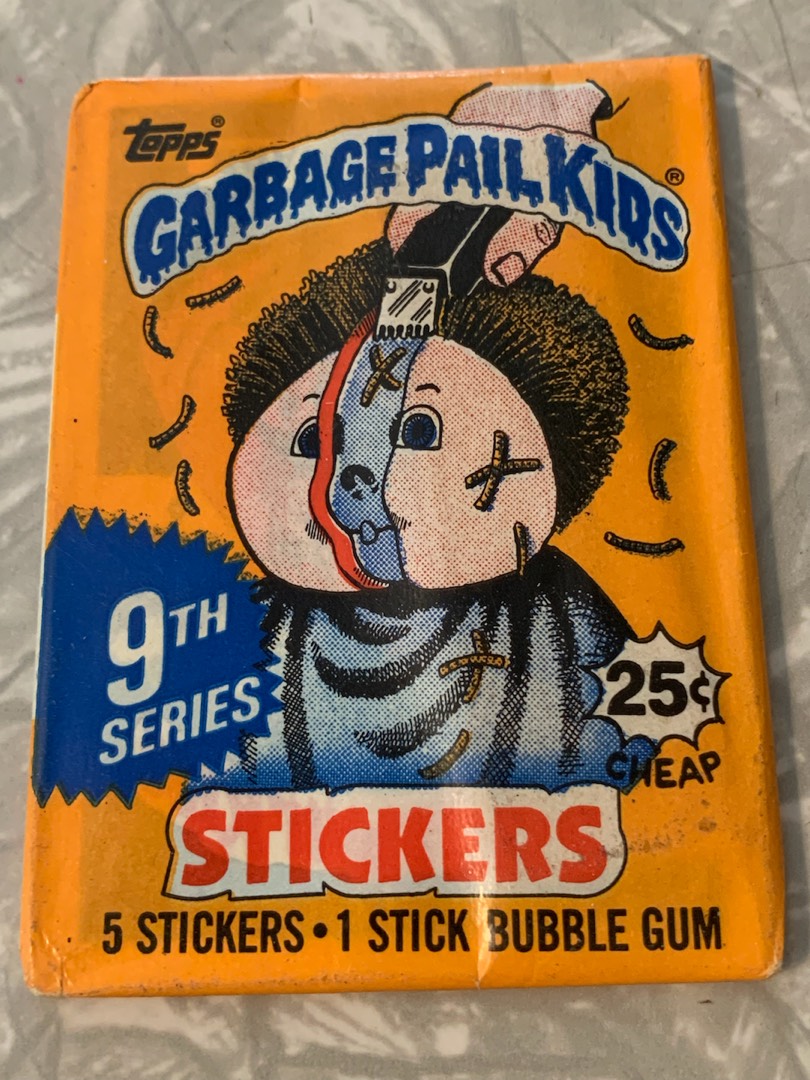 Topps®
GARBAGE PAIL KIDS®
9TH
SERIES
25¢
CHEAP
STICKERS
5 STICKERS • 1 STICK BUBBLE GUM